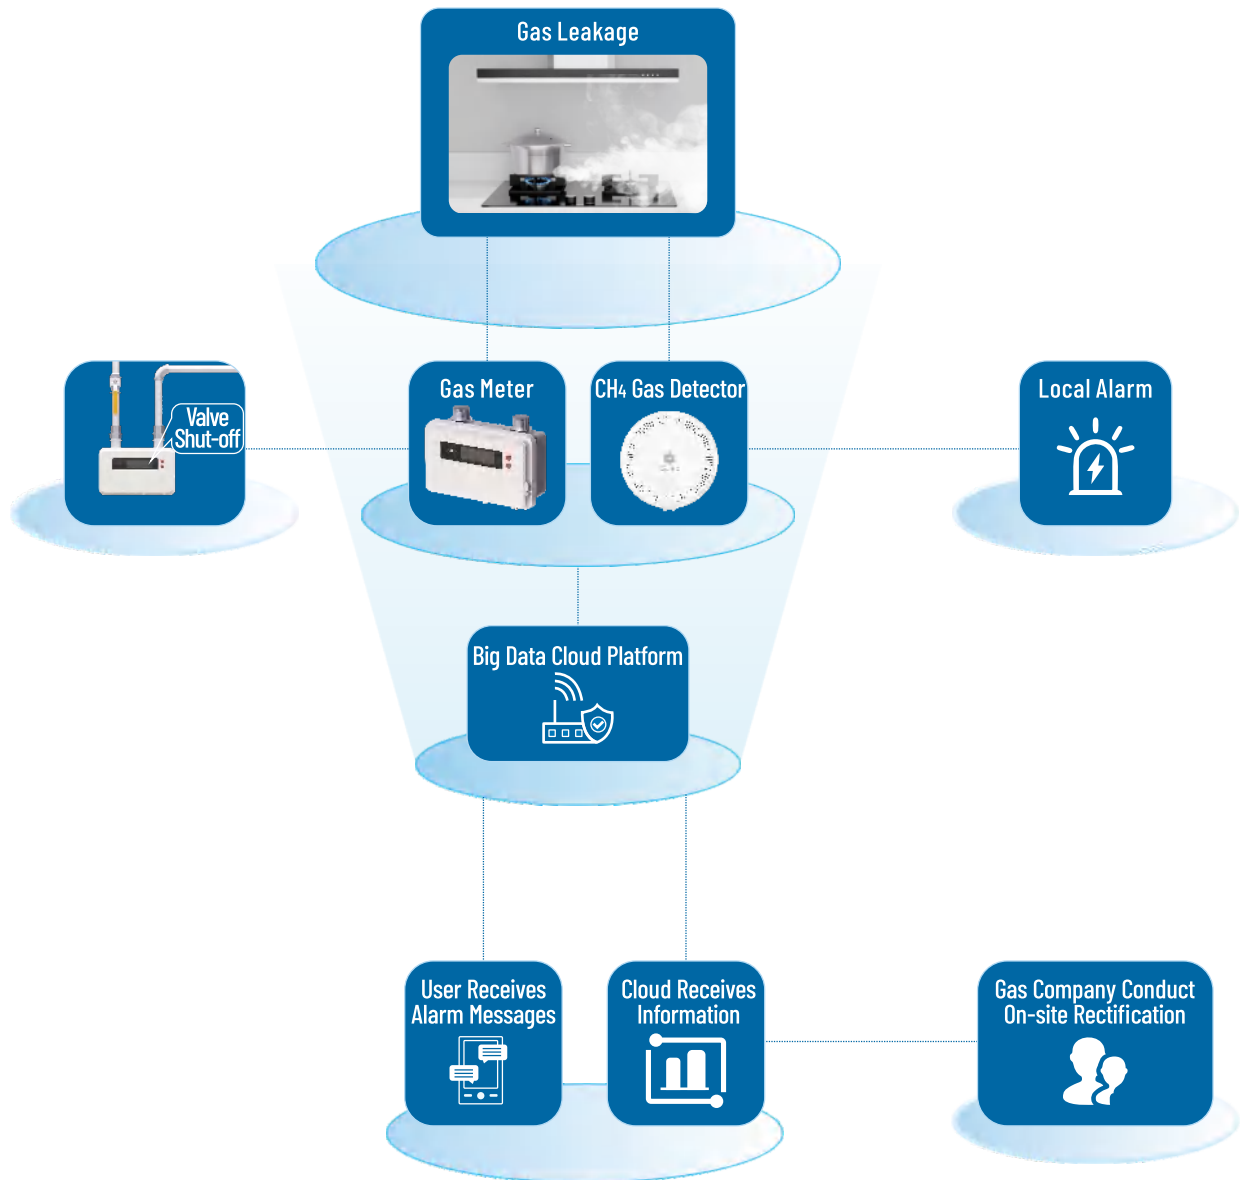 Gas Leakage
Valve
Shut-off
Gas Meter
CH₄ Gas Detector
Local Alarm
Big Data Cloud Platform
User Receives
Alarm Messages
Cloud Receives
Information
Gas Company Conduct
On-site Rectification